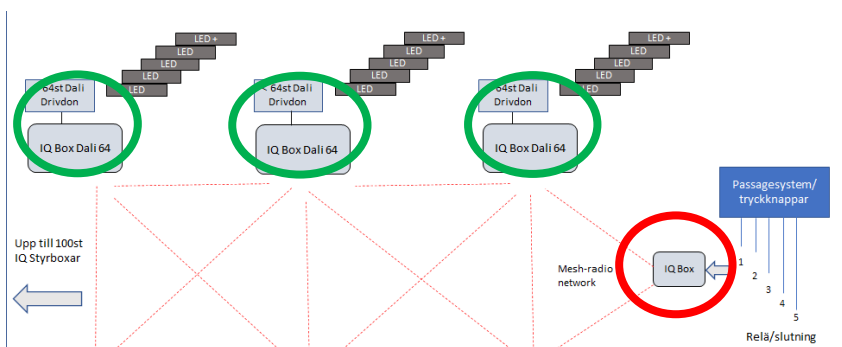 LED +
LED
LED
LED
LED
LED +
LED
LED
LED
LED
LED +
LED
LED
LED
LED
64st Dali
Drivdon
< 64st Dali
Drivdon
64st Dali
Drivdon
IQ Box Dali 64
IQ Box Dali 64
IQ Box Dali 64
Passagesystem/
tryckknappar
Upp till 100st
IQ Styrboxar
Mesh-radio
network
IQ Box
1
2
3
4
5
Relä/slutning